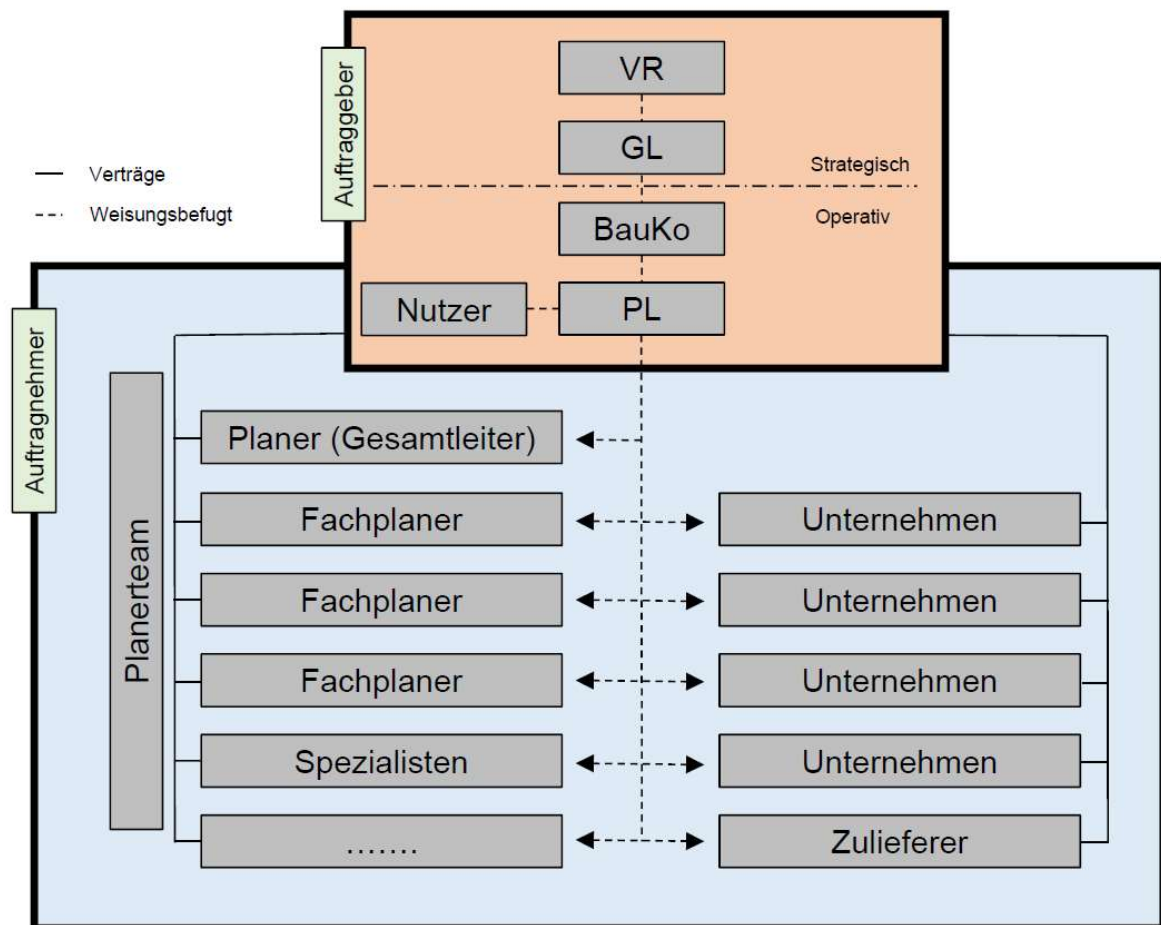 VR
GL
Auftraggeber
Strategisch
Verträge
Weisungsbefugt
Operativ
BauKo
Nutzer
PL
Auftragnehmer
Planerteam
Planer (Gesamtleiter)
Fachplaner
Unternehmen
Fachplaner
Unternehmen
Fachplaner
Unternehmen
Spezialisten
Unternehmen
.......
Zulieferer